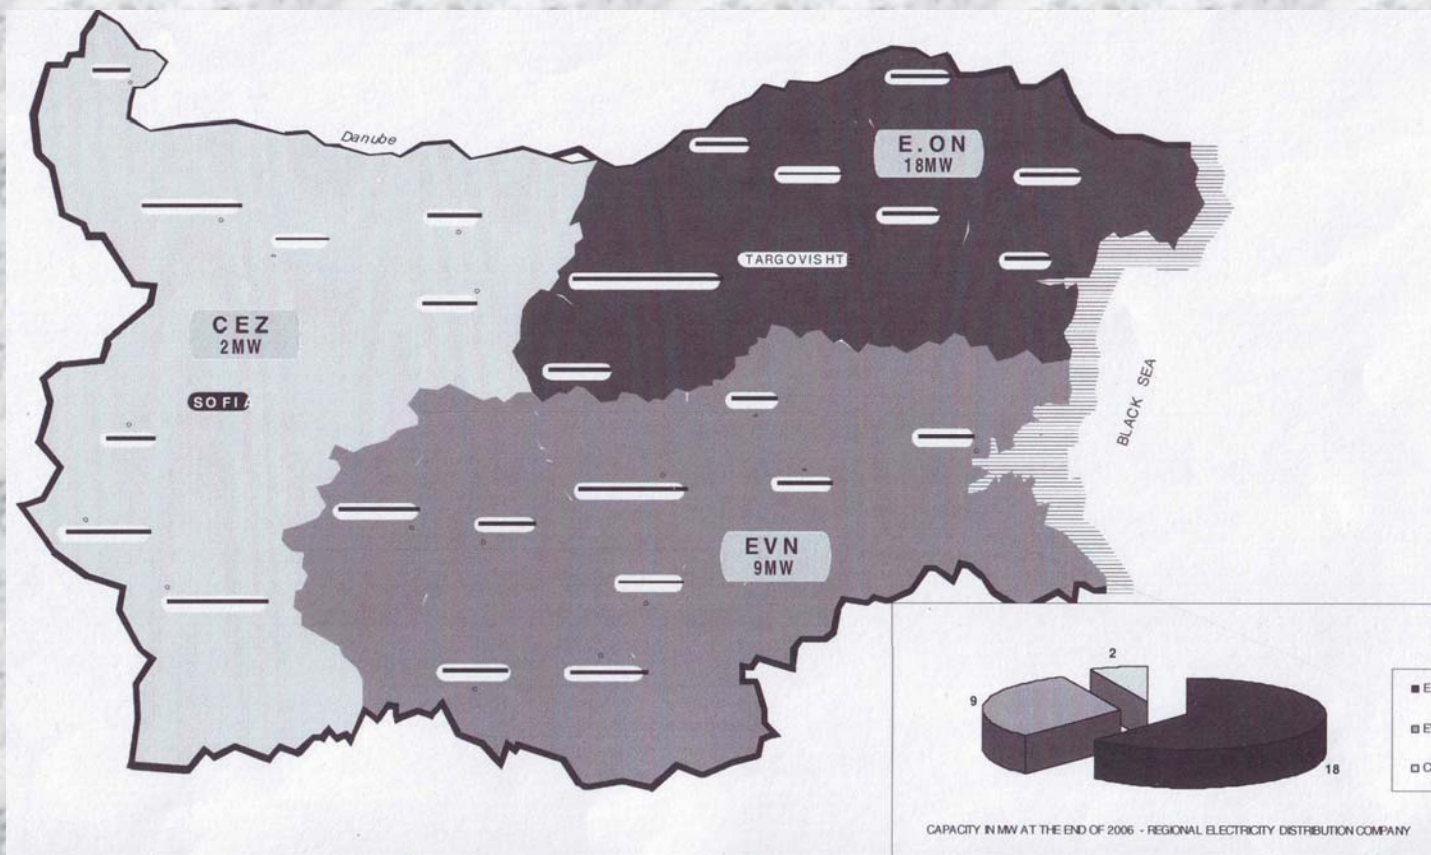 Danube
E.ON
18MW
TARGOVISHT
CEZ
2MW
SOFIA
BLACK SEA
EVN
9MW
2
9
18
E
E
C
CAPACITY IN MW AT THE END OF 2006 - REGIONAL ELECTRICITY DISTRIBUTION COMPANY